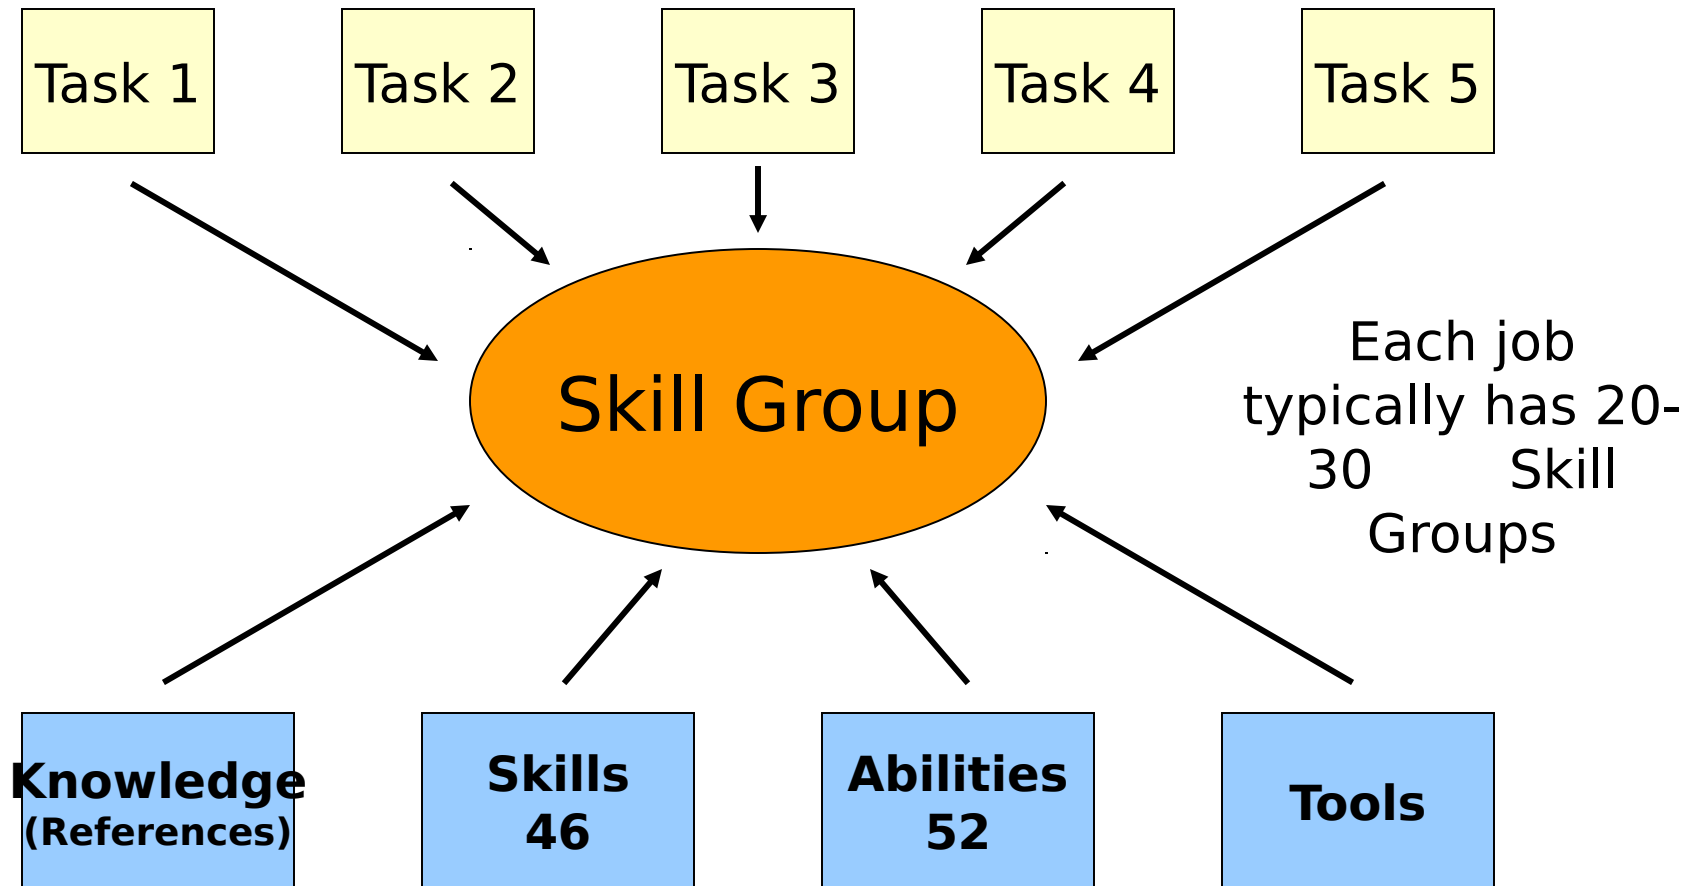 Task 1
Task 2
Task 3
Task 4
Task 5
Skill Group
Each job
typically has 20-
30 Skill
Groups
Knowledge
(References)
Skills
46
Abilities
52
Tools